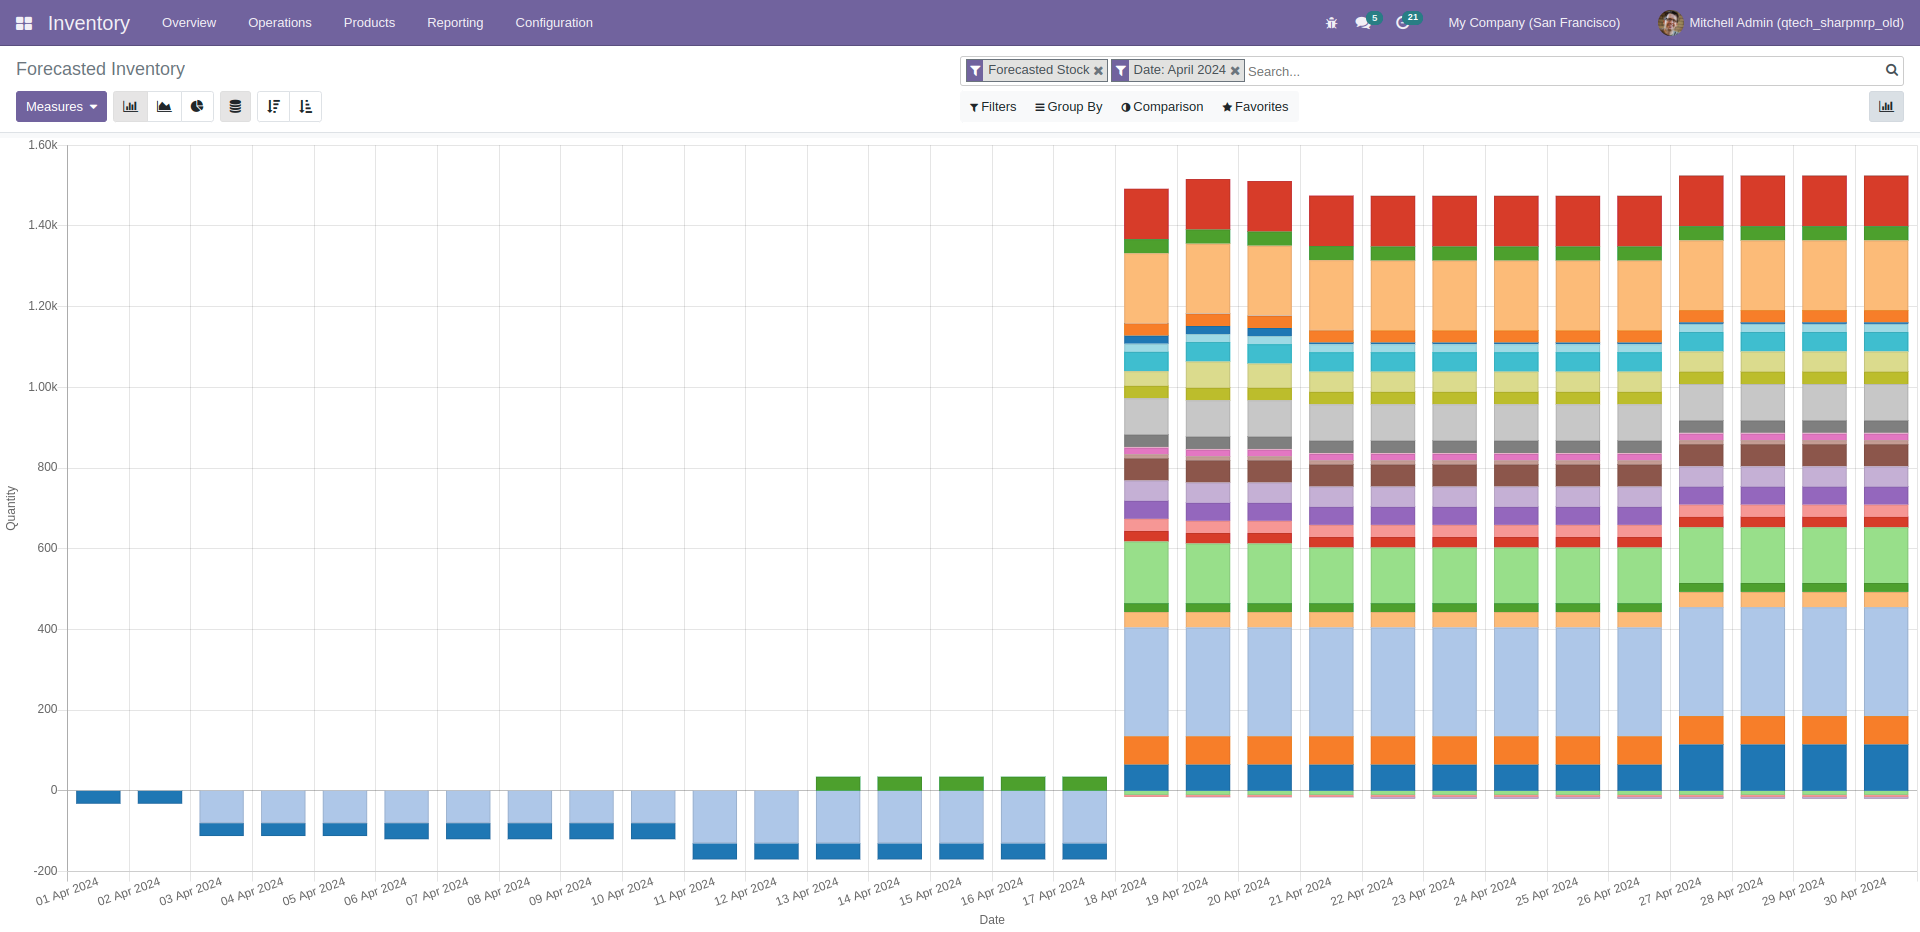 Inventory Overview Operations Products Reporting Configuration 5 21 My Company (San Francisco) Mitchell Admin (qtech_sharpmrp_old)
Forecasted Inventory
Forecasted Stock Date: April 2024 Search...
Measures
Filters Group By Comparison Favorites
1.60k
1.40k
1.20k
1.00k
800
600
400
200
0
-200
Quantity
01 Apr 2024 02 Apr 2024 03 Apr 2024 04 Apr 2024 05 Apr 2024 06 Apr 2024 07 Apr 2024 08 Apr 2024 09 Apr 2024 10 Apr 2024 11 Apr 2024 12 Apr 2024 13 Apr 2024 14 Apr 2024 15 Apr 2024 16 Apr 2024 17 Apr 2024 18 Apr 2024 19 Apr 2024 20 Apr 2024 21 Apr 2024 22 Apr 2024 23 Apr 2024 24 Apr 2024 25 Apr 2024 26 Apr 2024 27 Apr 2024 28 Apr 2024 29 Apr 2024 30 Apr 2024
Date